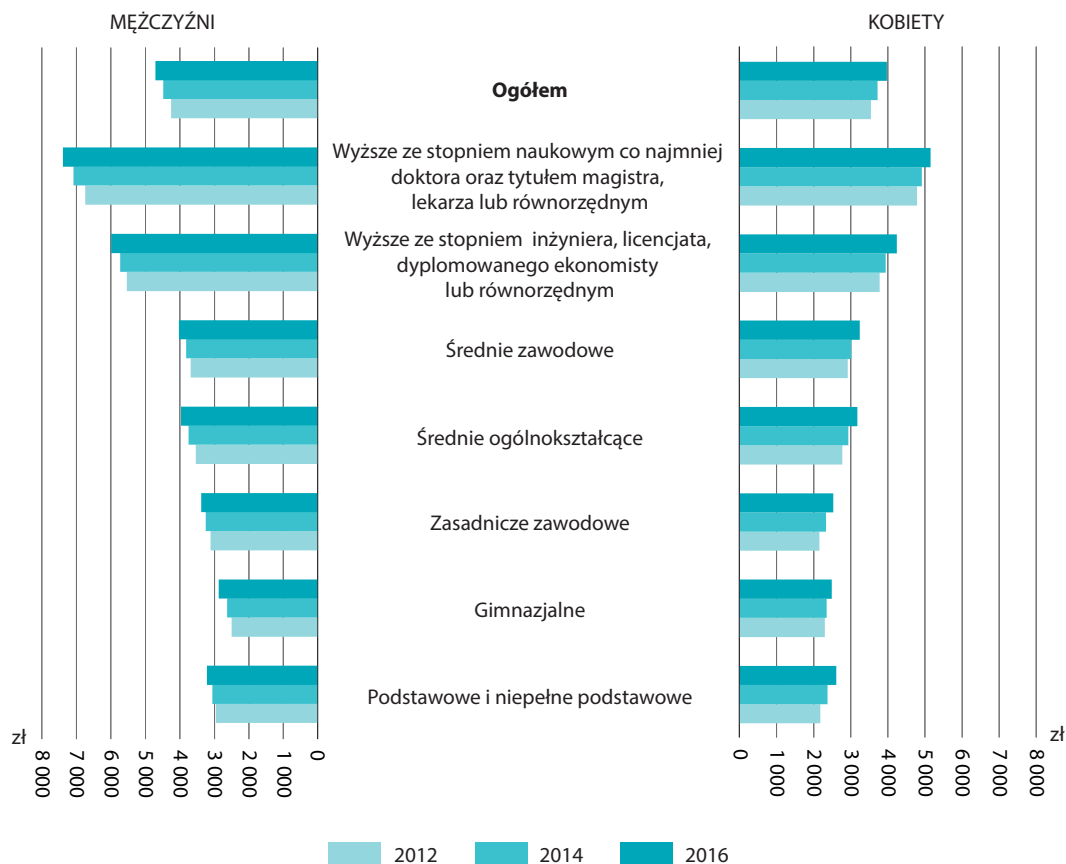 MĘŻCZYŹNI
KOBIETY
Ogółem
Wyższe ze stopniem naukowym co najmniej
doktora oraz tytułem magistra,
lekarza lub równorzędnym
Wyższe ze stopniem inżyniera, licencjata,
dyplomowanego ekonomisty
lub równorzędnym
Średnie zawodowe
Średnie ogólnokształcące
Zasadnicze zawodowe
Gimnazjalne
Podstawowe i niepełne podstawowe
zł
8 000
7 000
6 000
5 000
4 000
3 000
2 000
1 000
0
0
1 000
2 000
3 000
4 000
5 000
6 000
7 000
8 000
zł
2012
2014
2016